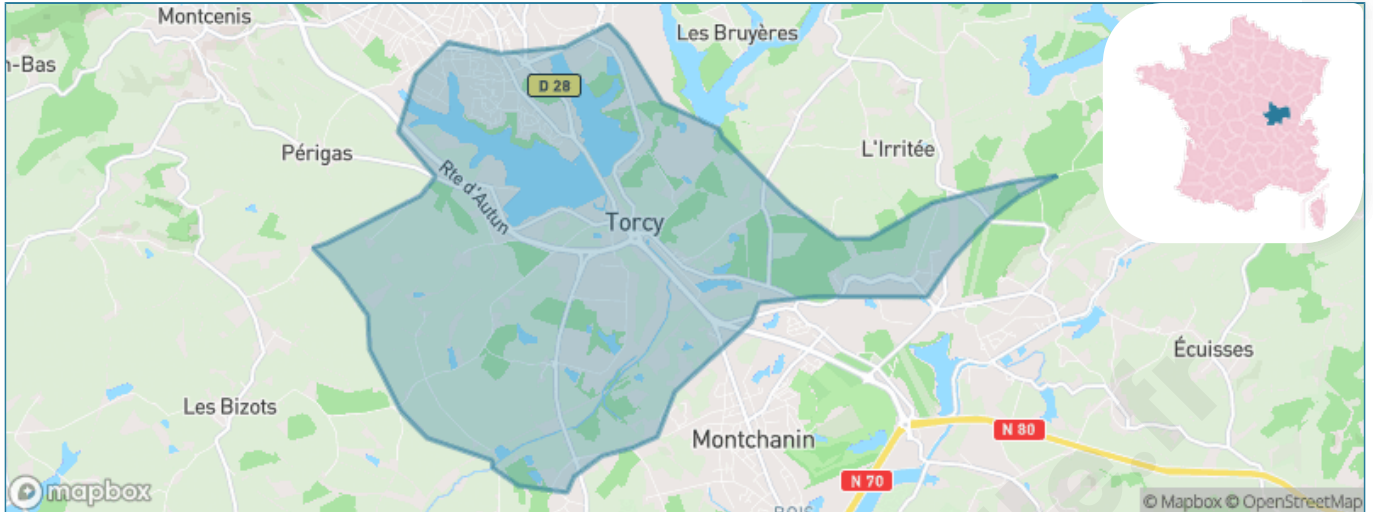 Montcenis
Les Bruyères
n-Bas
D 28
Périgas
L'Irritée
Rte d'Autun
Torcy
Écuisses
Les Bizots
Montchanin
N 80
N 70
mapbox
© Mapbox © OpenStreetMap